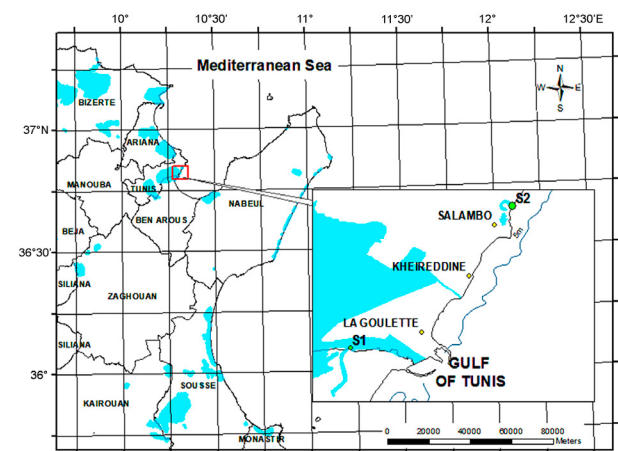 10° 10°30' 11° 11°30' 12° 12°30'E
Mediterranean Sea
N
W E
S
BIZERTE
37°N
ARIANA
MANOUBA
TUNIS
NABEUL
BEN AROUS
BEJA
36°30'
SILIANA
ZAGHOUAN
SILIANA
36°
SOUSSE
KAIROUAN
MONASTIR
S2
SALAMBO
5m
KHEIREDDINE
LA GOULETTE
S1
GULF
OF TUNIS
0 20000 40000 60000 80000
Meters